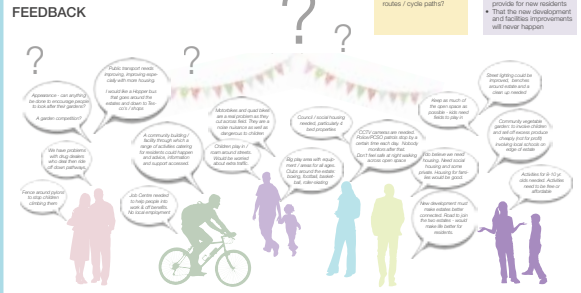 FEEDBACK
routes / cycle paths?
provide for new residents
• That the new development
and facilities improvements
will never happen
?
?
?
?
?
Appearance - can anything
be done to encourage people
to look after their gardens?
A garden competition?
Public transport needs
improving, improving espe-
cially with more housing.
I would like a Hopper bus
that goes around the
estates and down to Tes-
co's / shops
We have problems
with drug dealers
who deal their side
off down pathways.
Fence around pylons
to stop children
climbing them
A community building /
facility through which a
range of activities catering
for residents could happen
and advice, information
and support accessed.
Job Centre needed
to help people into
work & off benefits.
No local employment
Motorbikes and quad bikes
are a real problem as they
cut across field. They are a
noise nuisance as well as
dangerous to children
Children play in /
roam around streets.
Would be worried
about extra traffic.
Council / social housing
needed, particularly 4
bed properties
Big play areas with equip-
ment / areas for all ages.
Clubs around the estate
boxing, football, basket-
ball, roller-skating
CCTV cameras are needed.
Police/PCSO patrols stop by a
certain time each day. Nobody
monitors after that.
Don't feel safe at night walking
across open space.
Keep as much of
the open space as
possible - kids need
fields to play in
Street lighting could be
improved, benches
around estate and a
clean up needed
Community vegetable
garden to involve children
and sell off excess produce
cheaply (not for profit)
involving local schools on
edge of estate
I do believe we need
housing. Need social
housing and some
private. Housing for fami-
lies would be good.
Activities for 8-13 yr
olds needed. Activities
need to be free or
affordable
New development must
make estates better
connected. Road to join
the two estates - would
make life better for
residents.